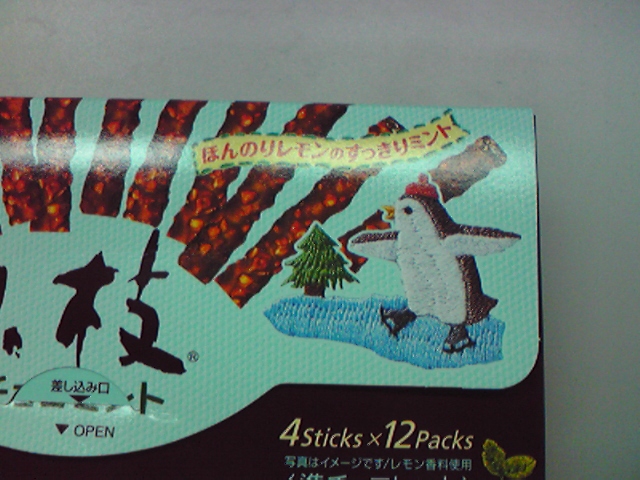 ほんのりレモンのすっきりミント
小枝®
差し込み口
▼OPEN
4Sticks×12Packs
写真はイメージです/レモン香料使用